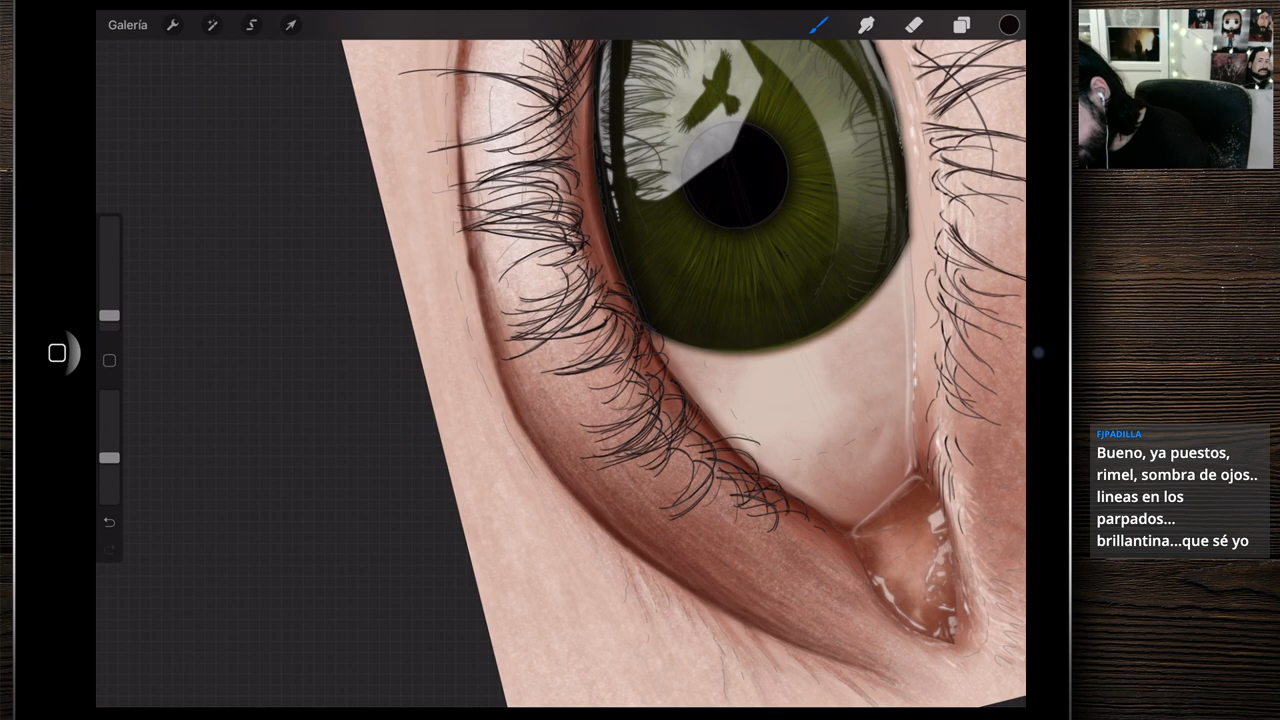 Galería
FJPADILLA
Bueno, ya puestos,
rimel, sombra de ojos..
lineas en los
parpados...
brillantina...que sé yo